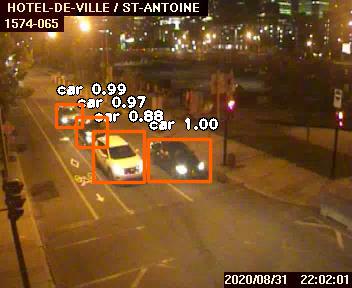 HOTEL-DE-VILLE / ST-ANTOINE
1574-065
car 0.99
car 0.97
car 0.88
car 1.00
2020/08/31 22:02:01